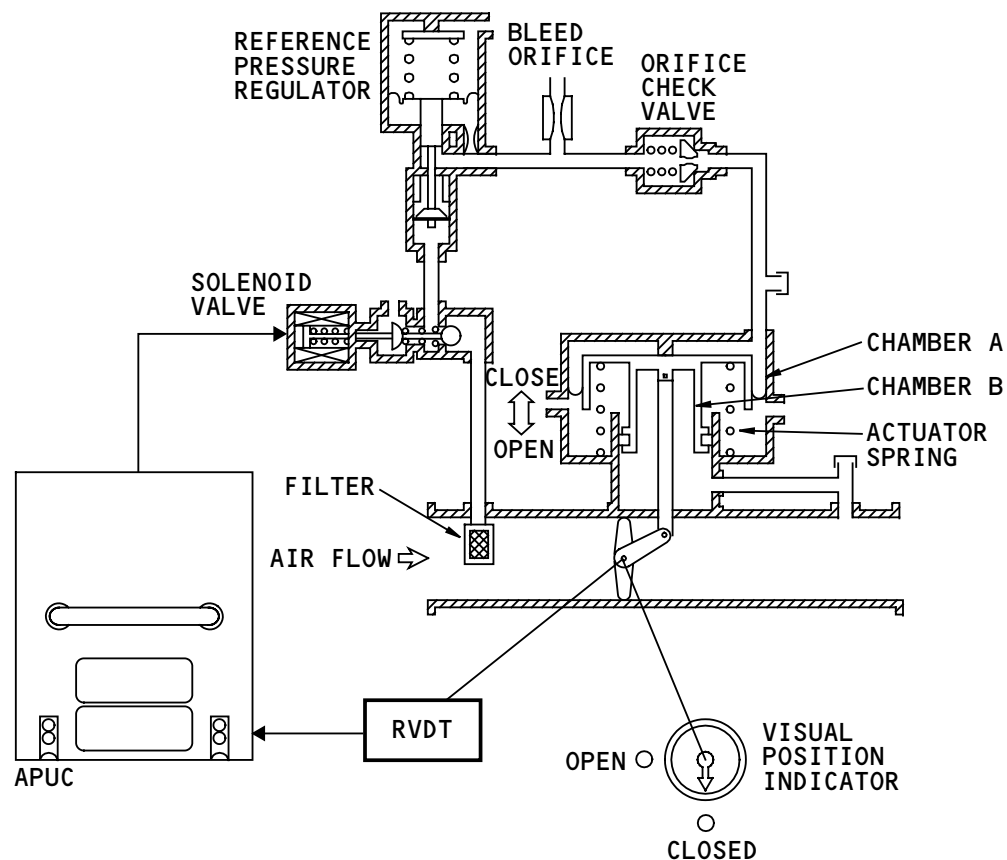 REFERENCE
PRESSURE
REGULATOR
BLEED
ORIFICE
ORIFICE
CHECK
VALVE
SOLENOID
VALVE
CHAMBER A
CHAMBER B
CLOSE
OPEN
ACTUATOR
SPRING
FILTER
AIR FLOW
RVDT
APUC
OPEN
VISUAL
POSITION
INDICATOR
CLOSED